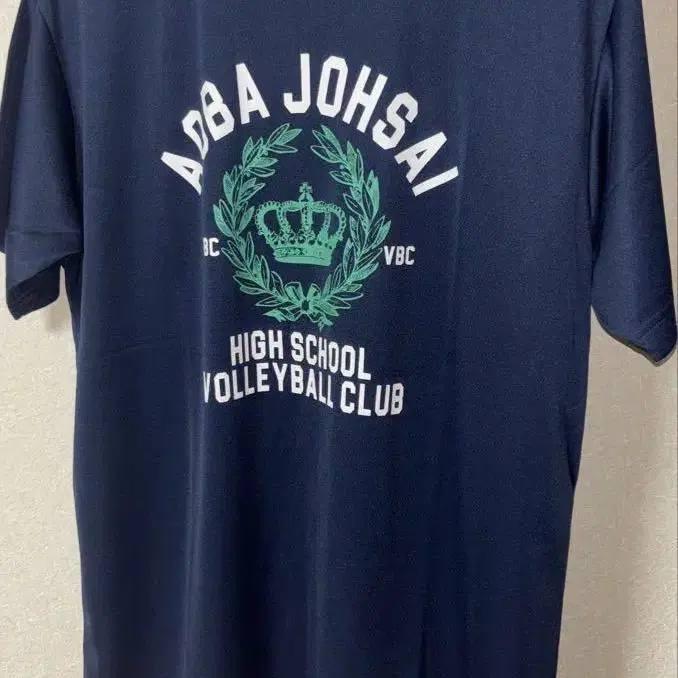 AOBA JOHSAI
BC VBC
HIGH SCHOOL
VOLLEYBALL CLUB